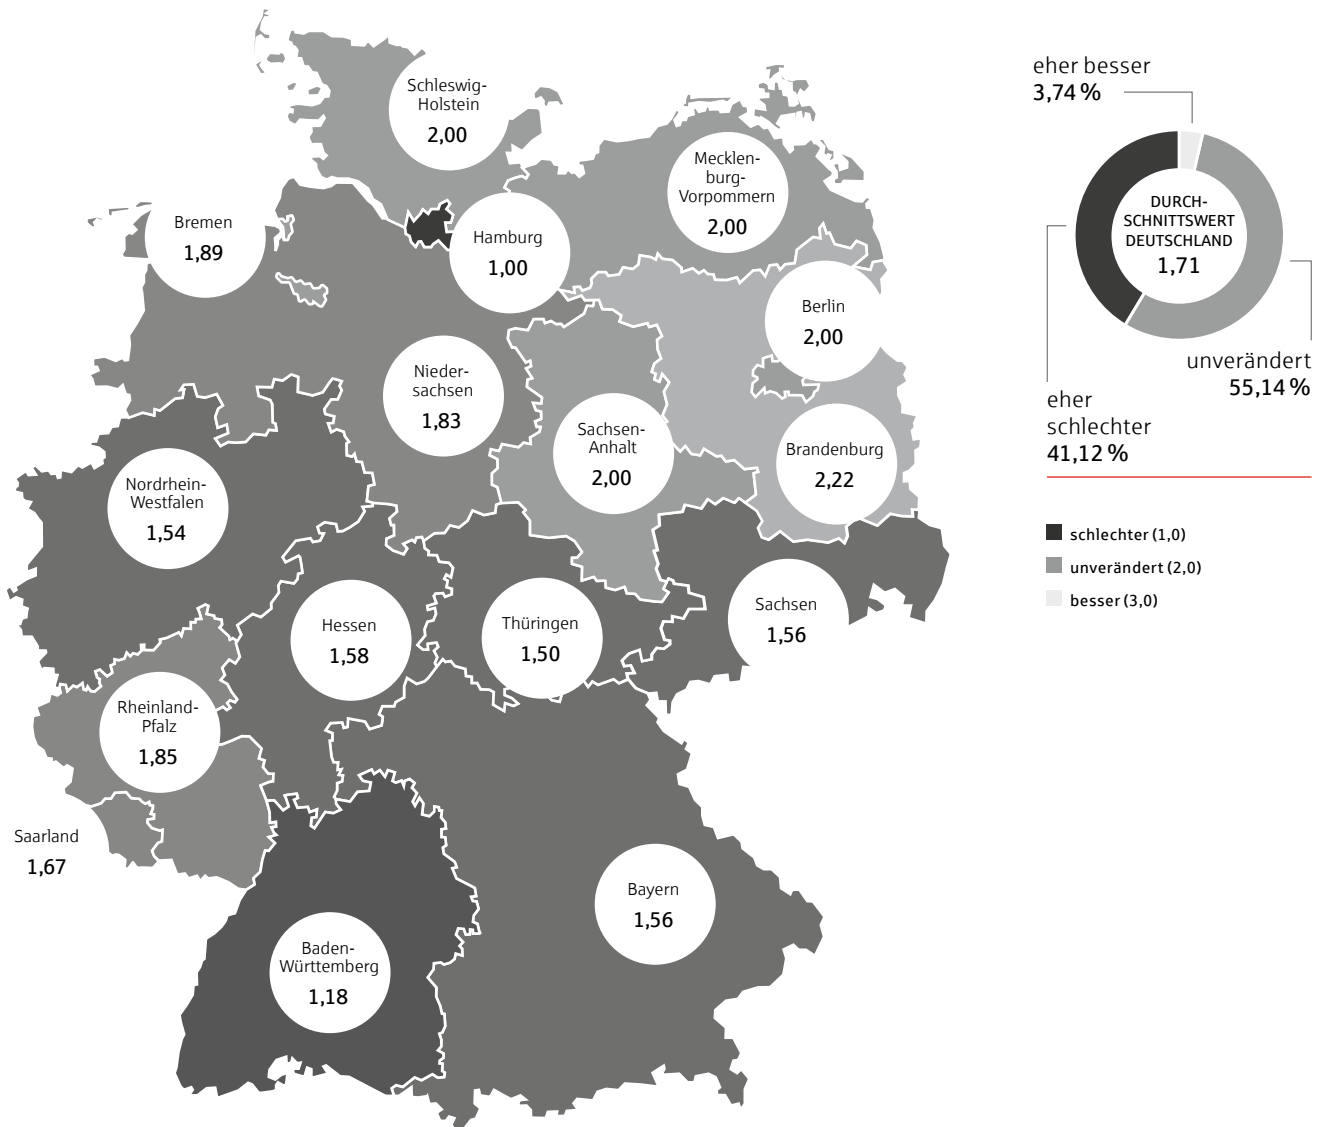 Schleswig-
Holstein
2,00
Mecklen-
burg-
Vorpommern
2,00
Bremen
1,89
Hamburg
1,00
Berlin
2,00
Nieder-
sachsen
1,83
Sachsen-
Anhalt
2,00
Brandenburg
2,22
Nordrhein-
Westfalen
1,54
Hessen
1,58
Thüringen
1,50
Sachsen
1,56
Rheinland-
Pfalz
1,85
Saarland
1,67
Bayern
1,56
Baden-
Württemberg
1,18
eher besser
3,74 %
DURCH-
SCHNITTSWERT
DEUTSCHLAND
1,71
unverändert
55,14 %
eher
schlechter
41,12 %
schlechter (1,0)
unverändert (2,0)
besser (3,0)